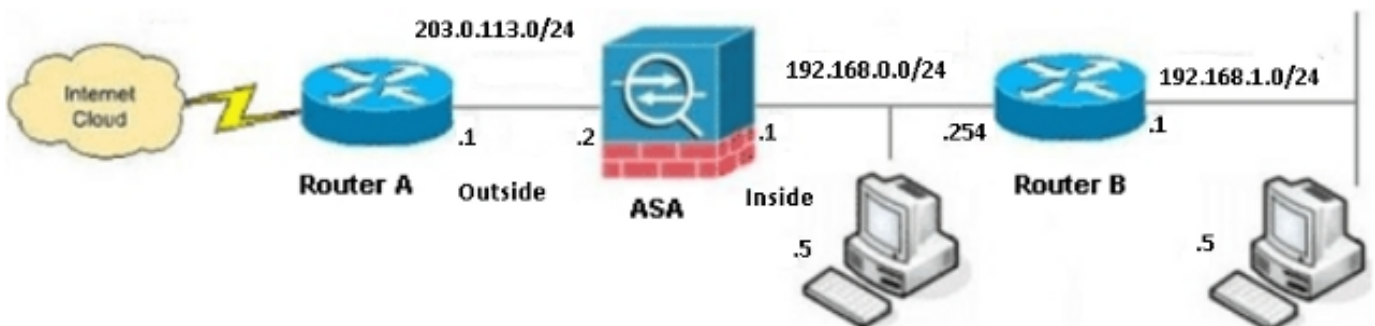 203.0.113.0/24
192.168.0.0/24
192.168.1.0/24
Internet
Cloud
.1
.2
.1
.254
.1
Router A
Outside
ASA
Inside
Router B
.5
.5